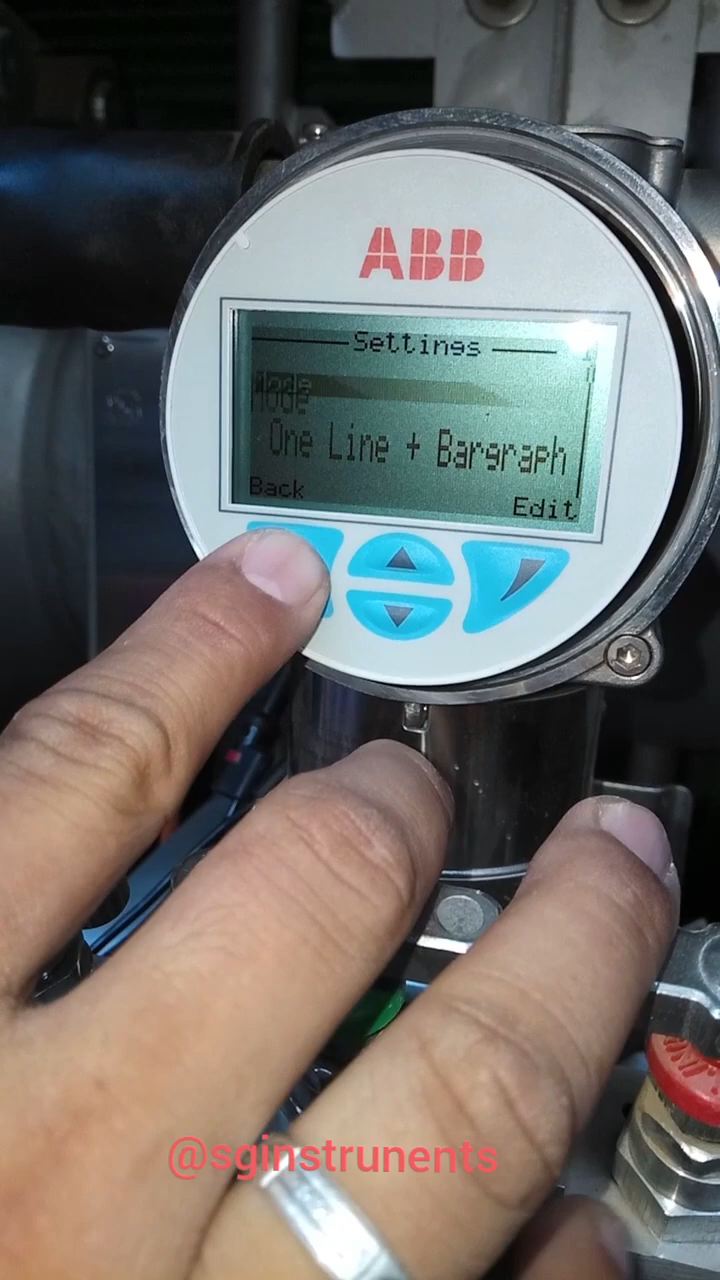 ABB
Settings
Mode
One Line + Bargraph
Back
Edit
@sginstrunents